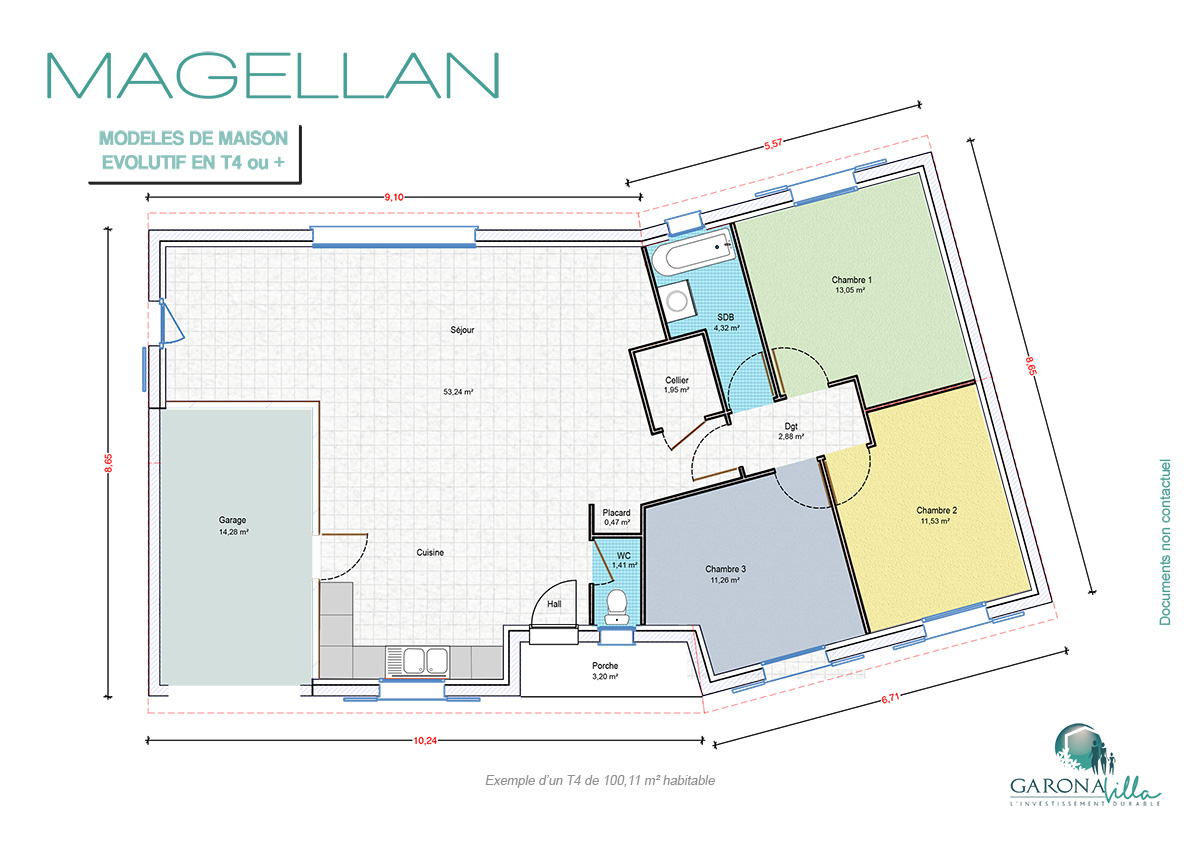 MAGELLAN
MODELES DE MAISON
EVOLUTIF EN T4 ou +
5,57
9,10
Chambre 1
13,05 m²
SDB
4,32 m²
Séjour
8,65
Cellier
1,95 m²
53,24 m²
Dgt
2,88 m²
8,65
Garage
14,28 m²
Placard
0,47 m²
Chambre 2
11,53 m²
Cuisine
WC
1,41 m²
Chambre 3
11,26 m²
Hall
Porche
3,20 m²
6,71
10,24
Documents non contactuel
Exemple d'un T4 de 100,11 m² habitable
GARONA Villa
L'INVESTISSEMENT DURABLE